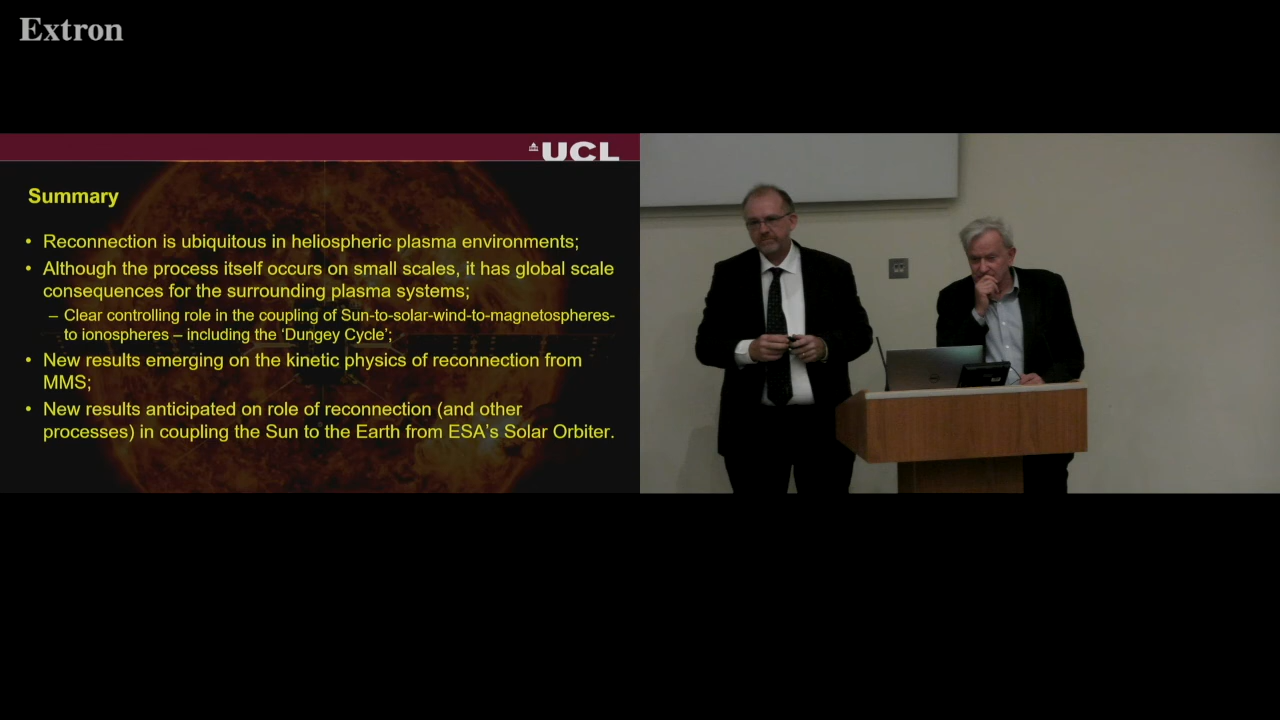 Extron
UCL
Summary
• Reconnection is ubiquitous in heliospheric plasma environments;
• Although the process itself occurs on small scales, it has global scale
consequences for the surrounding plasma systems;
– Clear controlling role in the coupling of Sun-to-solar-wind-to-magnetospheres-
to ionospheres – including the ‘Dungey Cycle’;
• New results emerging on the kinetic physics of reconnection from
MMS;
• New results anticipated on role of reconnection (and other
processes) in coupling the Sun to the Earth from ESA’s Solar Orbiter.